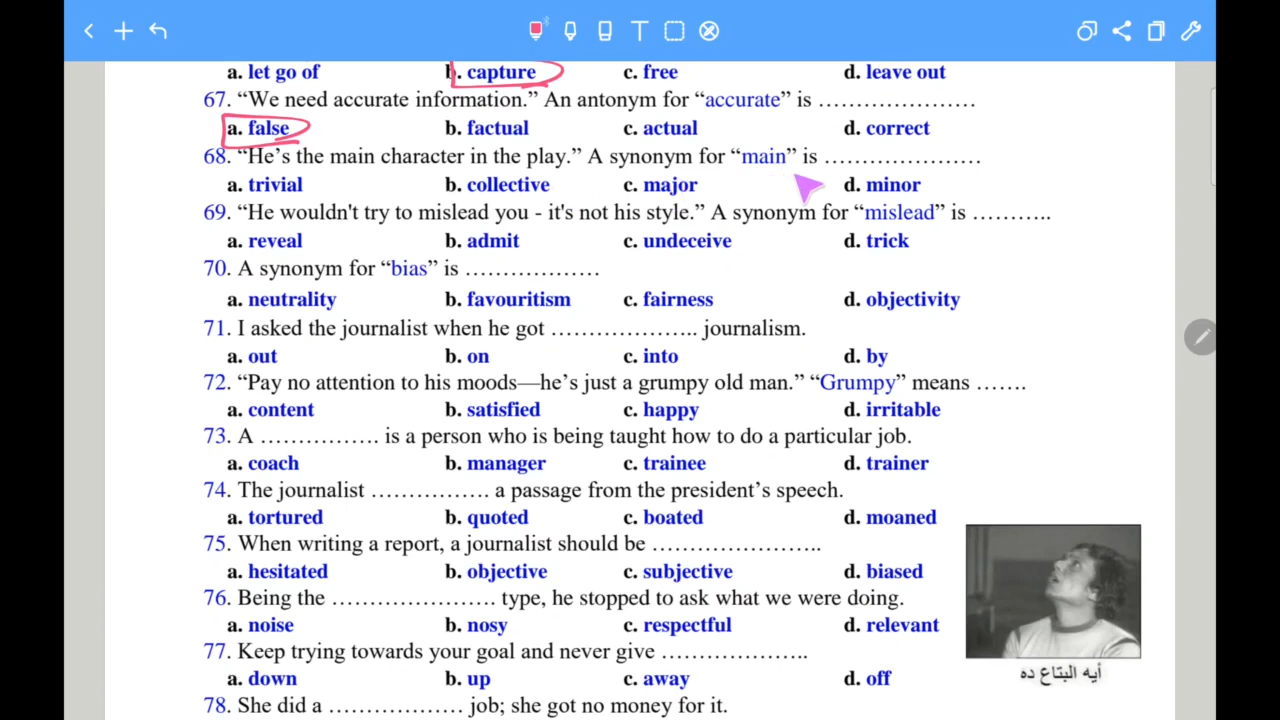 a. let go of b. capture c. free d. leave out
67. “We need accurate information.” An antonym for “accurate” is …………………
a. false b. factual c. actual d. correct
68. “He’s the main character in the play.” A synonym for “main” is …………………
a. trivial b. collective c. major d. minor
69. “He wouldn't try to mislead you - it's not his style.” A synonym for “mislead” is ………..
a. reveal b. admit c. undeceive d. trick
70. A synonym for “bias” is ………………
a. neutrality b. favouritism c. fairness d. objectivity
71. I asked the journalist when he got ……………….. journalism.
a. out b. on c. into d. by
72. “Pay no attention to his moods—he’s just a grumpy old man.” “Grumpy” means …….
a. content b. satisfied c. happy d. irritable
73. A ……………. is a person who is being taught how to do a particular job.
a. coach b. manager c. trainee d. trainer
74. The journalist ……………. a passage from the president’s speech.
a. tortured b. quoted c. boated d. moaned
75. When writing a report, a journalist should be …………………..
a. hesitated b. objective c. subjective d. biased
76. Being the …………………. type, he stopped to ask what we were doing.
a. noise b. nosy c. respectful d. relevant
77. Keep trying towards your goal and never give ………………..
أيه البتاع ده
a. down b. up c. away d. off
78. She did a ……………… job; she got no money for it.